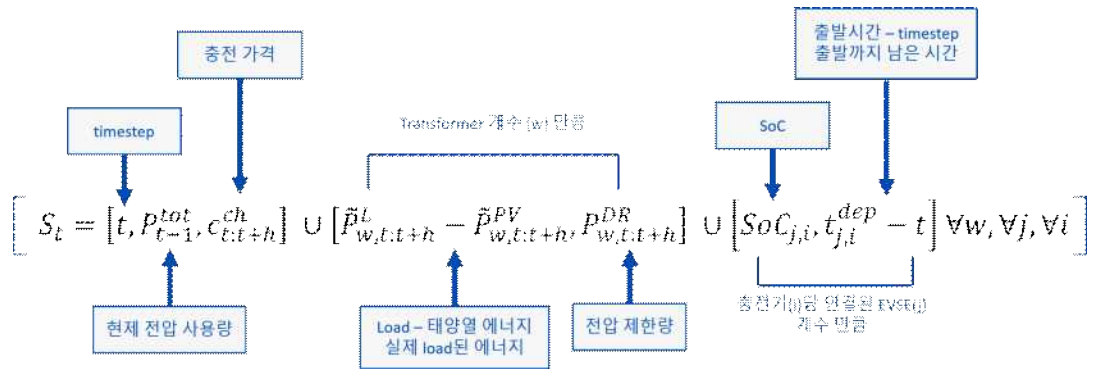 출발시간 – timestep
출발까지 남은 시간
충전 가격
timestep
Transformer 개수 (w) 만큼
SoC
S_t = [t, P^{tot}_{t-1}, c^{ch}_{t:t+h}] ∪ [P̃^L_{w,t:t+h} − P̃^{PV}_{w,t:t+h}, P^{DR}_{w,t:t+h}] ∪ [SoC_{j,i}, t^{dep}_{j,i} − t] ∀w, ∀j, ∀i
충전기(i)당 연결된 EVSE(j)
개수 만큼
현제 전압 사용량
Load – 태양열 에너지
실제 load된 에너지
전압 제한량